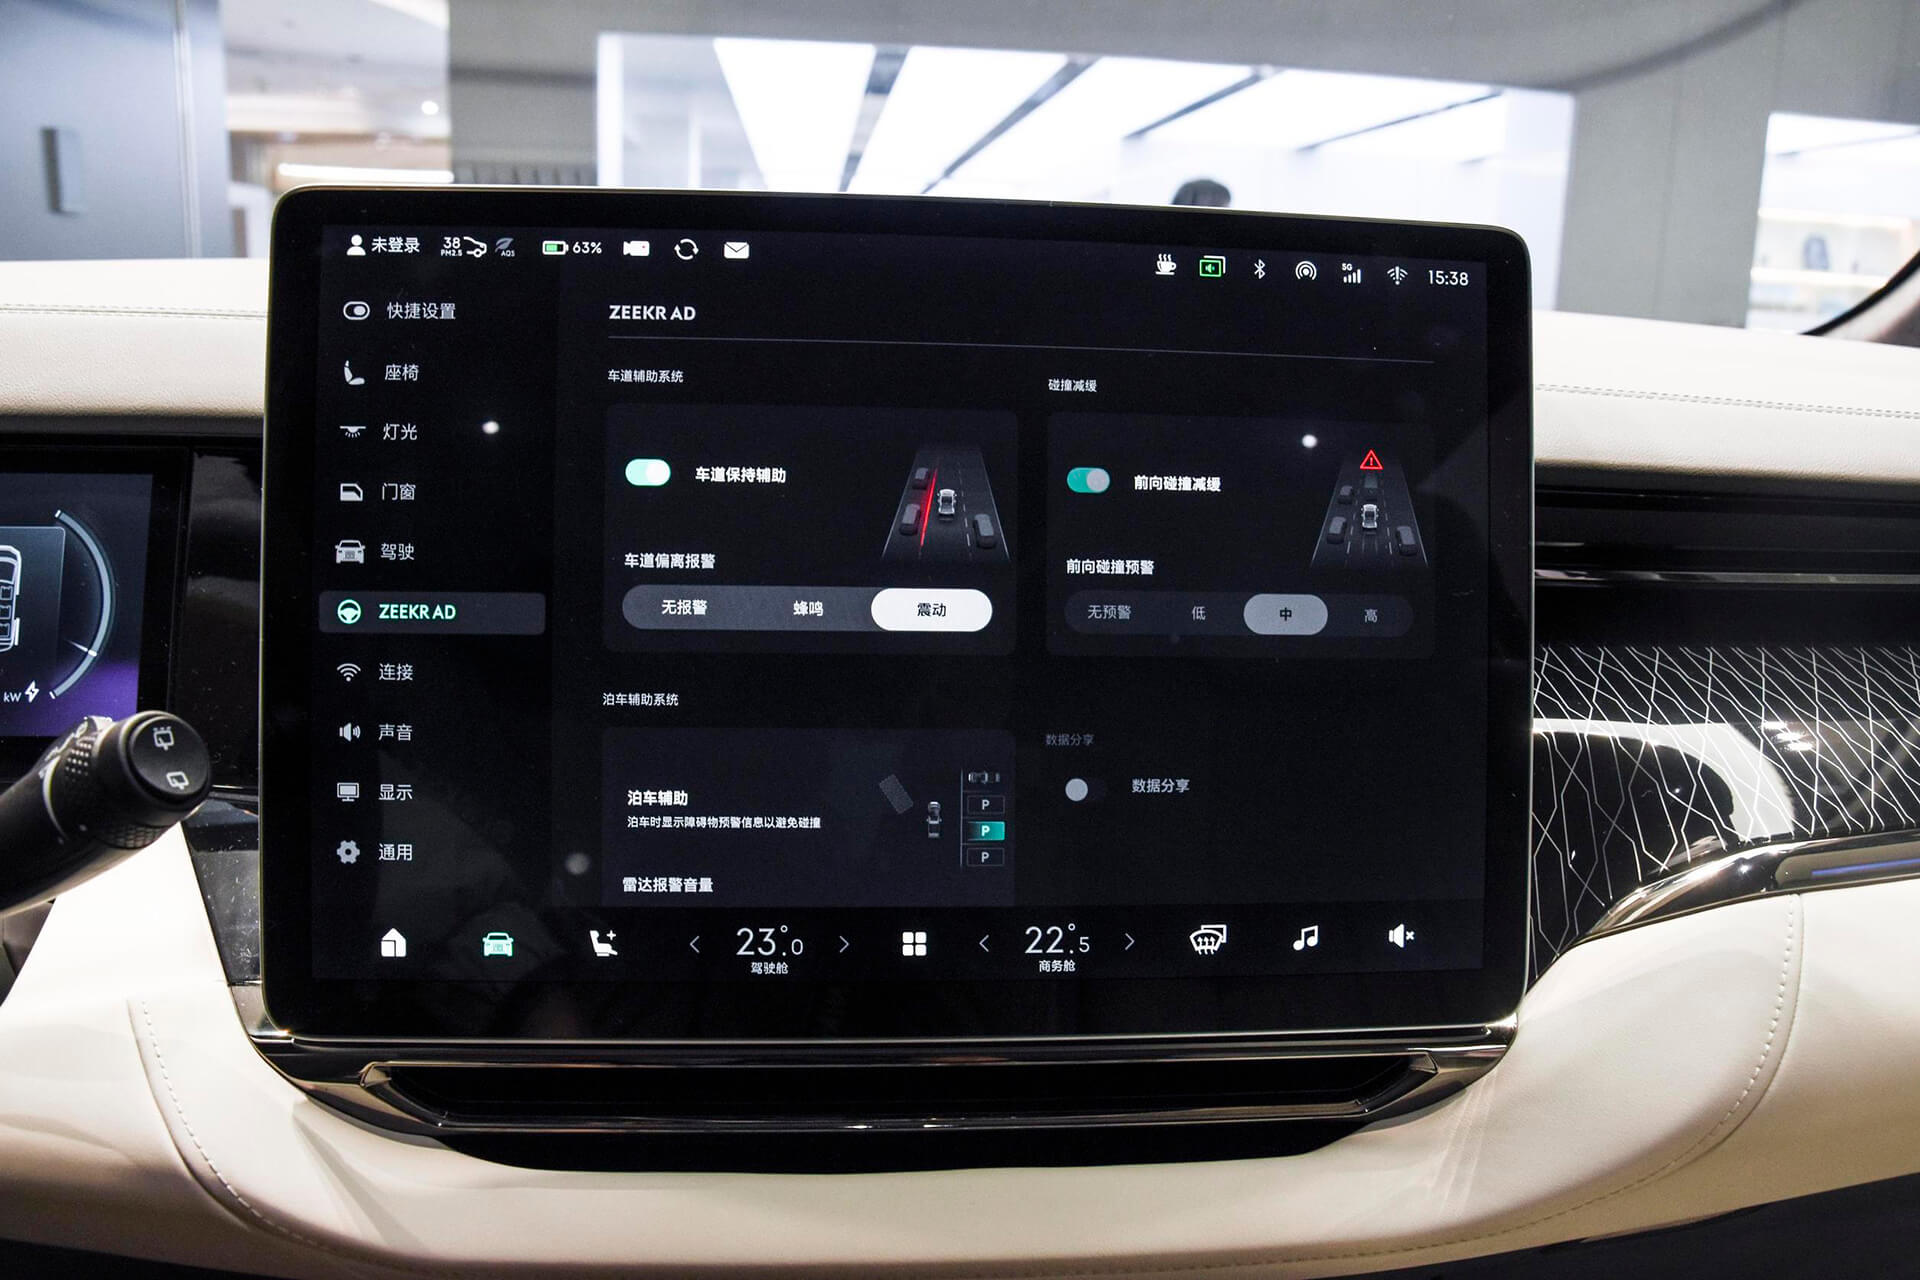 未登录
38
PM2.5
AQS
63%
5G
15:38
快捷设置
座椅
灯光
门窗
驾驶
ZEEKR AD
连接
声音
显示
通用
ZEEKR AD
车道辅助系统
车道保持辅助
车道偏离报警
无报警 蜂鸣 震动
碰撞减缓
前向碰撞减缓
前向碰撞预警
无预警 低 中 高
泊车辅助系统
泊车辅助
泊车时显示障碍物预警信息以避免碰撞
P
P
P
雷达报警音量
数据分享
数据分享
23.0°
驾驶舱
22.5°
商务舱
kW